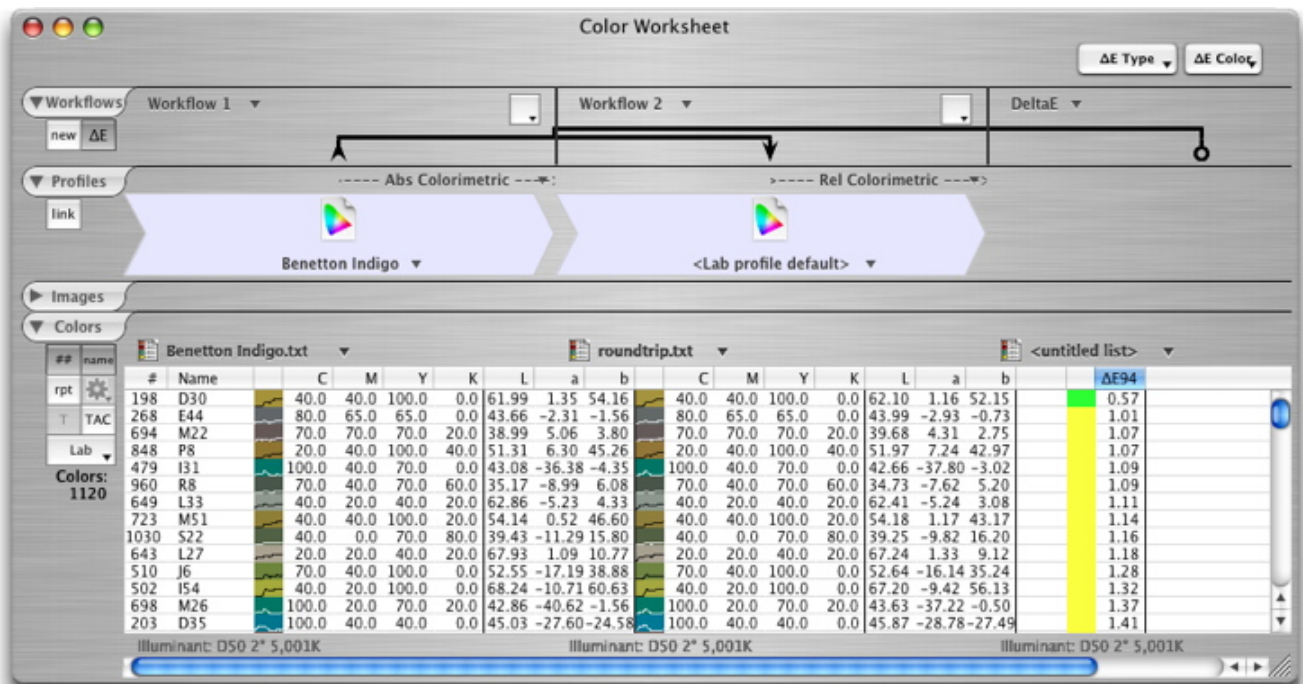 Color Worksheet
ΔE Type ΔE Color
Workflows Workflow 1 Workflow 2 DeltaE
new ΔE
Profiles ----- Abs Colorimetric --- >---- Rel Colorimetric ---
link
Benetton Indigo <Lab profile default>
Images
Colors
## name Benetton Indigo.txt roundtrip.txt <untitled list>
rpt
T TAC
Lab
Colors:
1120
# Name C M Y K L a b C M Y K L a b ΔE94
198 D30 40.0 40.0 100.0 0.0 61.99 1.35 54.16 40.0 40.0 100.0 0.0 62.10 1.16 52.15 0.57
268 E44 80.0 65.0 65.0 0.0 43.66 -2.31 -1.56 80.0 65.0 65.0 0.0 43.99 -2.93 -0.73 1.01
694 M22 70.0 70.0 70.0 20.0 38.99 5.06 3.80 70.0 70.0 70.0 20.0 39.68 4.31 2.75 1.07
848 P8 20.0 40.0 100.0 40.0 51.31 6.30 45.26 20.0 40.0 100.0 40.0 51.97 7.24 42.97 1.07
479 I31 100.0 40.0 70.0 0.0 43.08 -36.38 -4.35 100.0 40.0 70.0 0.0 42.66 -37.80 -3.02 1.09
960 R8 70.0 40.0 70.0 60.0 35.17 -8.99 6.08 70.0 40.0 70.0 60.0 34.73 -7.62 5.20 1.09
649 L33 40.0 20.0 40.0 20.0 62.86 -5.23 4.33 40.0 20.0 40.0 20.0 62.41 -5.24 3.08 1.11
723 M51 40.0 40.0 100.0 20.0 54.14 0.52 46.60 40.0 40.0 100.0 20.0 54.18 1.17 43.17 1.14
1030 S22 40.0 0.0 70.0 80.0 39.43 -11.29 15.80 40.0 0.0 70.0 80.0 39.25 -9.82 16.20 1.16
643 L27 20.0 20.0 40.0 20.0 67.93 1.09 10.77 20.0 20.0 40.0 20.0 67.24 1.33 9.12 1.18
510 J6 70.0 40.0 100.0 0.0 52.55 -17.19 38.88 70.0 40.0 100.0 0.0 52.64 -16.14 35.24 1.28
502 I54 40.0 20.0 100.0 0.0 68.24 -10.71 60.63 40.0 20.0 100.0 0.0 67.20 -9.42 56.13 1.32
698 M26 100.0 20.0 70.0 20.0 42.86 -40.62 -1.56 100.0 20.0 70.0 20.0 43.63 -37.22 -0.50 1.37
203 D35 100.0 40.0 40.0 0.0 45.03 -27.60 -24.58 100.0 40.0 40.0 0.0 45.87 -28.78 -27.49 1.41
Illuminant: D50 2° 5,001K Illuminant: D50 2° 5,001K Illuminant: D50 2° 5,001K